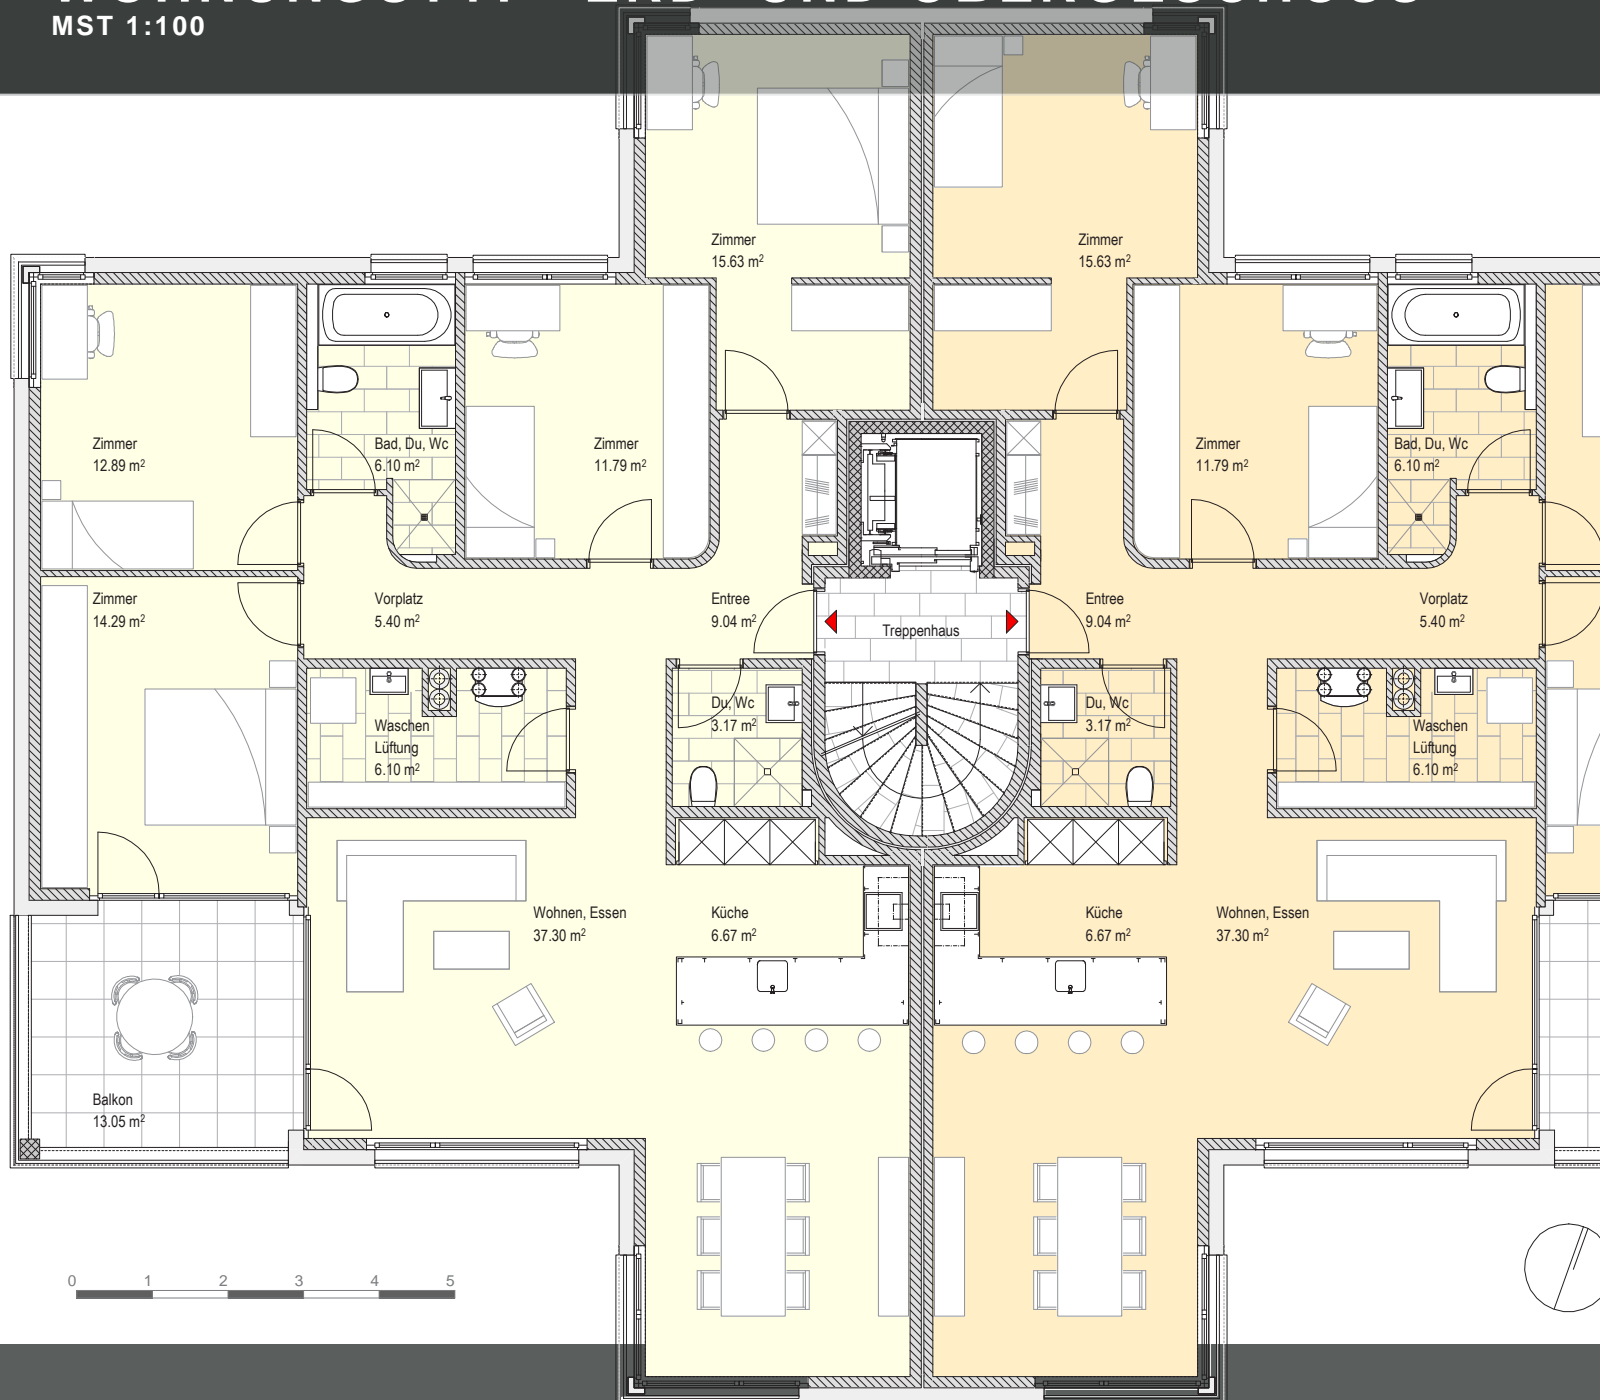 MST 1:100
Zimmer
15.63 m²
Zimmer
15.63 m²
Zimmer
12.89 m²
Bad, Du, Wc
6.10 m²
Zimmer
11.79 m²
Zimmer
11.79 m²
Bad, Du, Wc
6.10 m²
Zimmer
14.29 m²
Vorplatz
5.40 m²
Entree
9.04 m²
Treppenhaus
Entree
9.04 m²
Vorplatz
5.40 m²
Waschen
Lüftung
6.10 m²
Du, Wc
3.17 m²
Du, Wc
3.17 m²
Waschen
Lüftung
6.10 m²
Wohnen, Essen
37.30 m²
Küche
6.67 m²
Küche
6.67 m²
Wohnen, Essen
37.30 m²
Balkon
13.05 m²
0 1 2 3 4 5